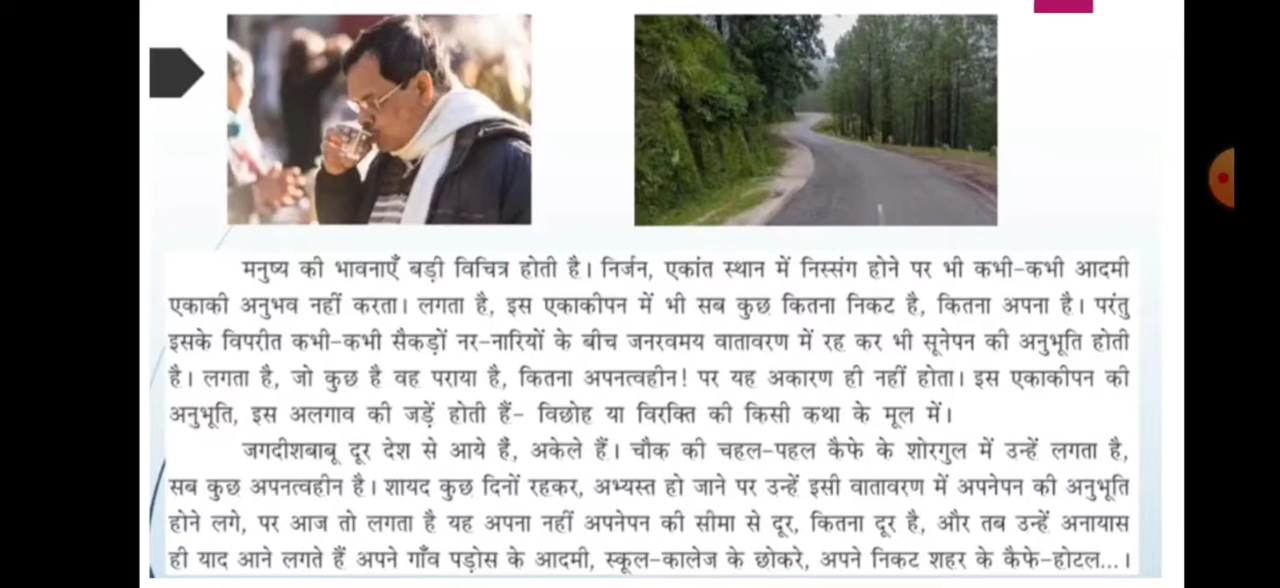 मनुष्य की भावनाएँ बड़ी विचित्र होती है। निर्जन, एकांत स्थान में निस्संग होने पर भी कभी-कभी आदमी
एकाकी अनुभव नहीं करता। लगता है, इस एकाकीपन में भी सब कुछ कितना निकट है, कितना अपना है। परंतु
इसके विपरीत कभी-कभी सैकड़ों नर-नारियों के बीच जनरवमय वातावरण में रह कर भी सूनेपन की अनुभूति होती
है। लगता है, जो कुछ है वह पराया है, कितना अपनत्वहीन! पर यह अकारण ही नहीं होता। इस एकाकीपन की
अनुभूति, इस अलगाव की जड़ें होती हैं- विछोह या विरक्ति की किसी कथा के मूल में।
जगदीशबाबू दूर देश से आये हैं, अकेले हैं। चौक की चहल-पहल कैफे के शोरगुल में उन्हें लगता है,
सब कुछ अपनत्वहीन है। शायद कुछ दिनों रहकर, अभ्यस्त हो जाने पर उन्हें इसी वातावरण में अपनेपन की अनुभूति
होने लगे, पर आज तो लगता है यह अपना नहीं अपनेपन की सीमा से दूर, कितना दूर है, और तब उन्हें अनायास
ही याद आने लगते हैं अपने गाँव पड़ोस के आदमी, स्कूल-कालेज के छोकरे, अपने निकट शहर के कैफे-होटल...।